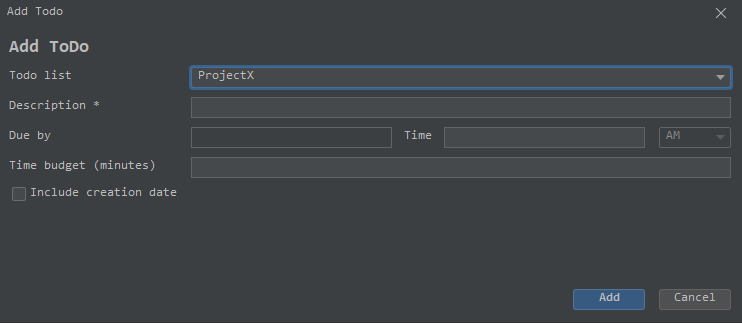 Add Todo
Add ToDo
Todo list ProjectX
Description *
Due by Time AM
Time budget (minutes)
Include creation date
Add Cancel